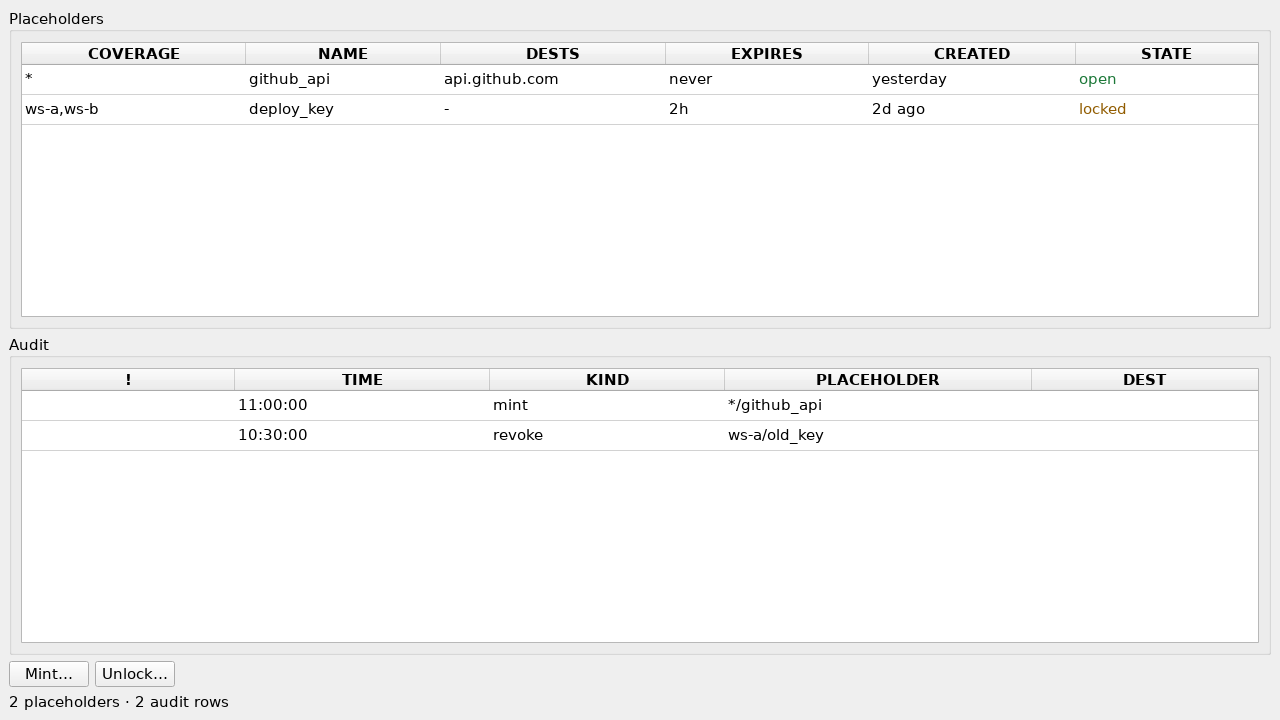 Placeholders
COVERAGE NAME DESTS EXPIRES CREATED STATE
* github_api api.github.com never yesterday open
ws-a,ws-b deploy_key - 2h 2d ago locked
Audit
! TIME KIND PLACEHOLDER DEST
11:00:00 mint */github_api
10:30:00 revoke ws-a/old_key
Mint... Unlock...
2 placeholders · 2 audit rows